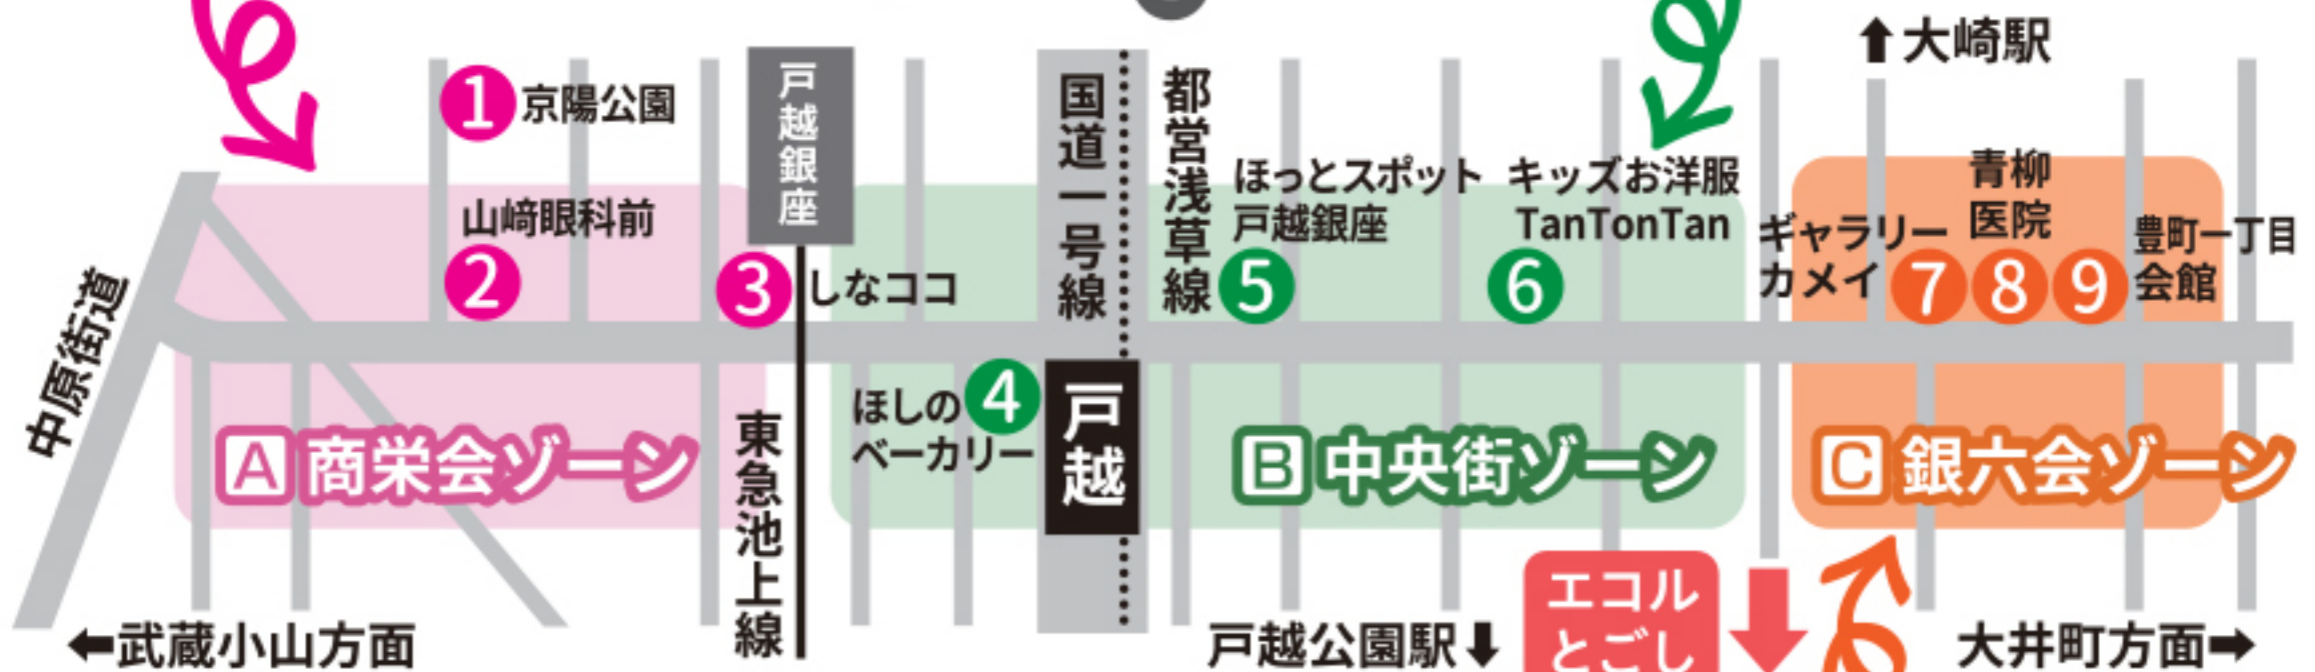 ↑大崎駅
1 京陽公園
戸越銀座
国道一号線
都営浅草線
山﨑眼科前
2
3 しなココ
ほっとスポット
戸越銀座
5
キッズお洋服
TanTonTan
6
ギャラリー
カメイ 7
青柳
医院
8
9 豊町一丁目
会館
中原街道
ほしの 4
ベーカリー
戸越
東急池上線
A 商栄会ゾーン
B 中央街ゾーン
C 銀六会ゾーン
エコル
とごし
←武蔵小山方面
戸越公園駅↓
大井町方面→